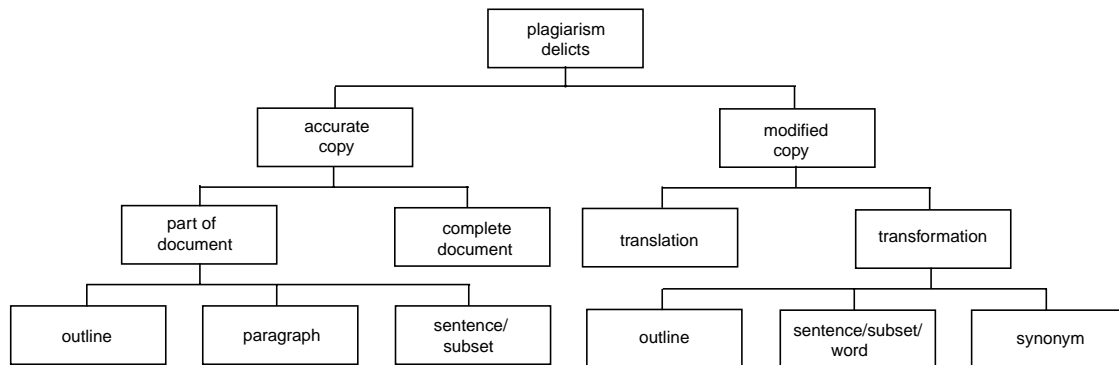 plagiarism
delicts
accurate
copy
modified
copy
part of
document
complete
document
translation
transformation
outline
paragraph
sentence/
subset
outline
sentence/subset/
word
synonym